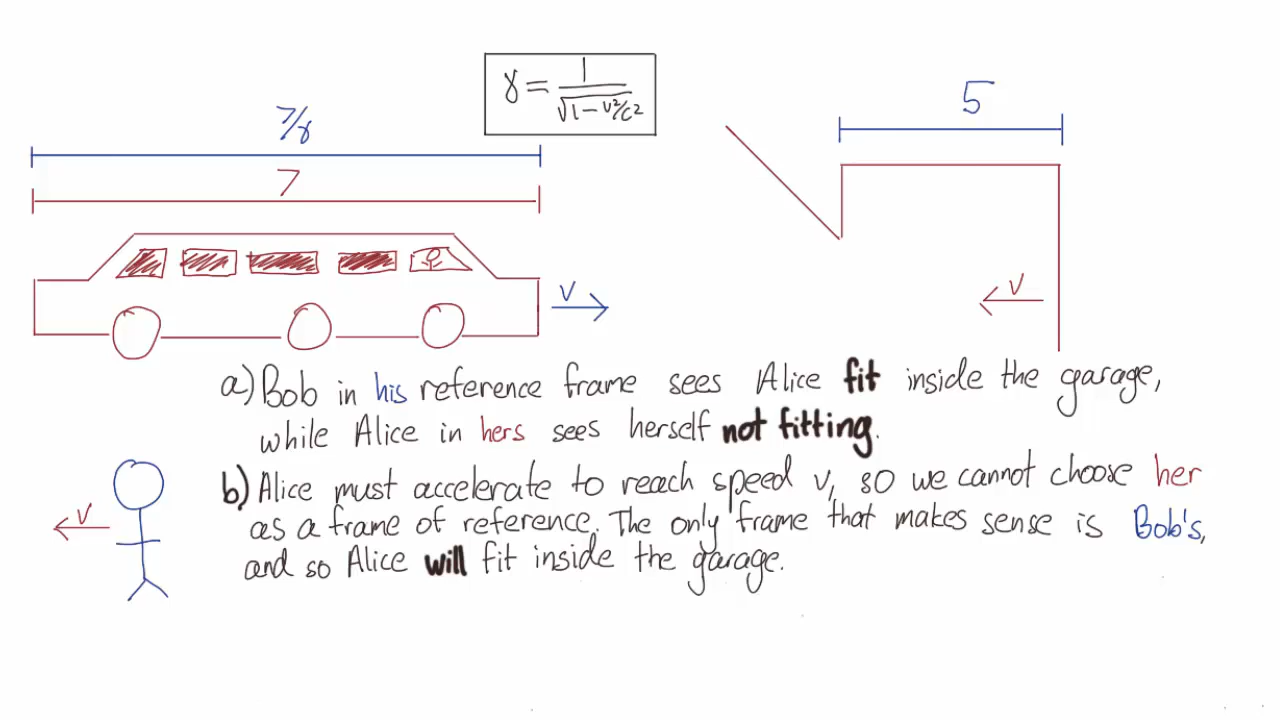 γ = 1/√(1 − v²/c²)
7/γ
7
5
v
v
a) Bob in his reference frame sees Alice fit inside the garage,
while Alice in hers sees herself not fitting.
b) Alice must accelerate to reach speed v, so we cannot choose her
as a frame of reference. The only frame that makes sense is Bob's,
and so Alice will fit inside the garage.
v